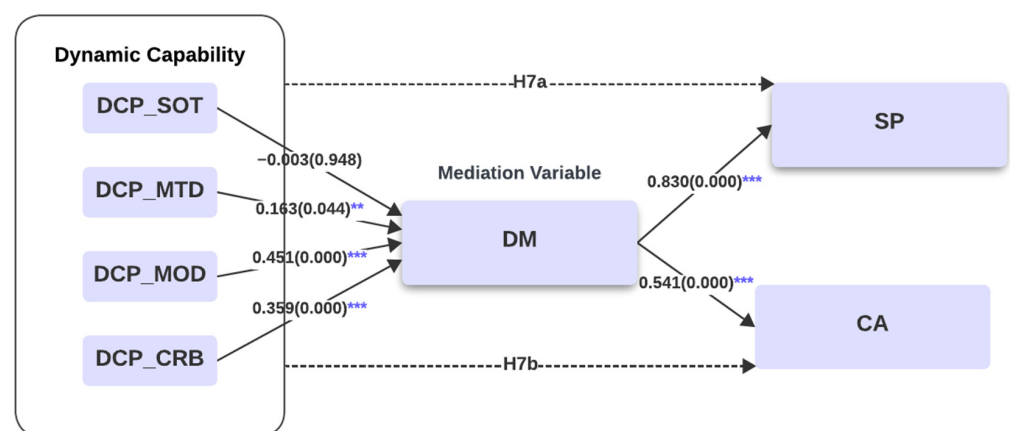 Dynamic Capability
DCP_SOT
H7a
SP
−0.003(0.948)
Mediation Variable
0.830(0.000)***
DCP_MTD
0.163(0.044)**
DM
0.451(0.000)***
DCP_MOD
0.541(0.000)***
0.359(0.000)***
CA
DCP_CRB
H7b